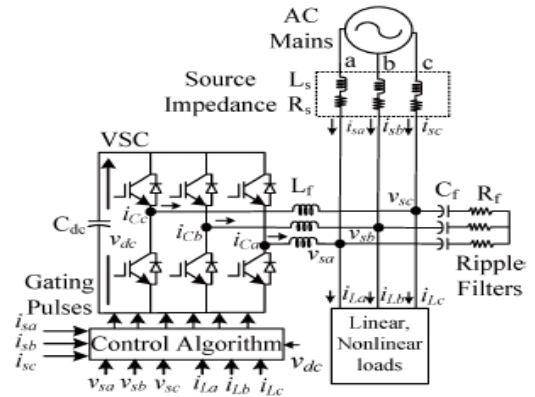 AC
Mains
a b c
Source
Impedance
Ls
Rs
isa isb isc
VSC
Lf
vsc
Cf Rf
iCc
Cdc
vdc
iCb
vsb
iCa
vsa
Ripple
Filters
Gating
Pulses
iLa iLb iLc
Linear,
Nonlinear
loads
isa
isb
isc
Control Algorithm
vdc
vsa vsb vsc iLa iLb iLc